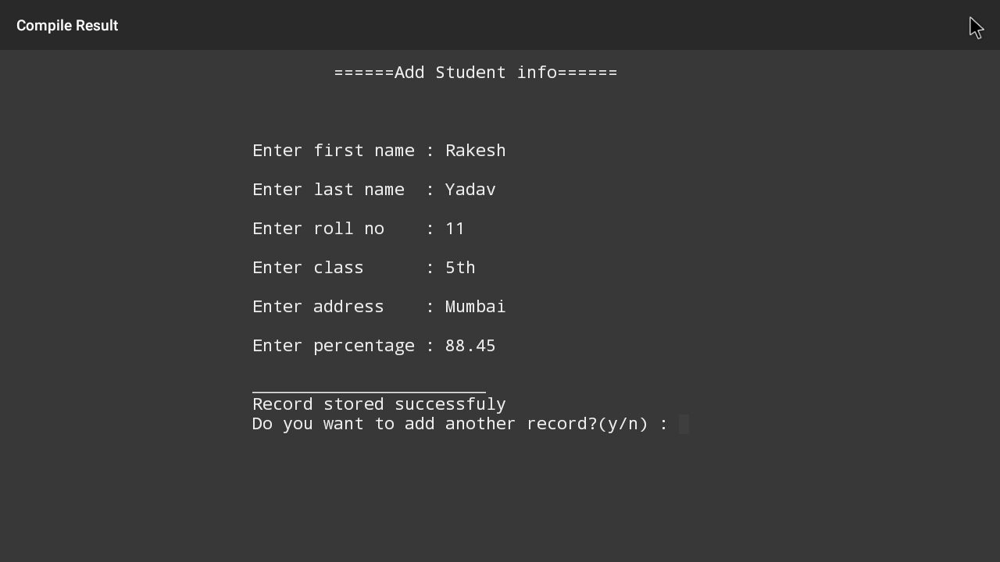 Compile Result
======Add Student info======
Enter first name : Rakesh
Enter last name  : Yadav
Enter roll no    : 11
Enter class      : 5th
Enter address    : Mumbai
Enter percentage : 88.45
_______________________
Record stored successfuly
Do you want to add another record?(y/n) :